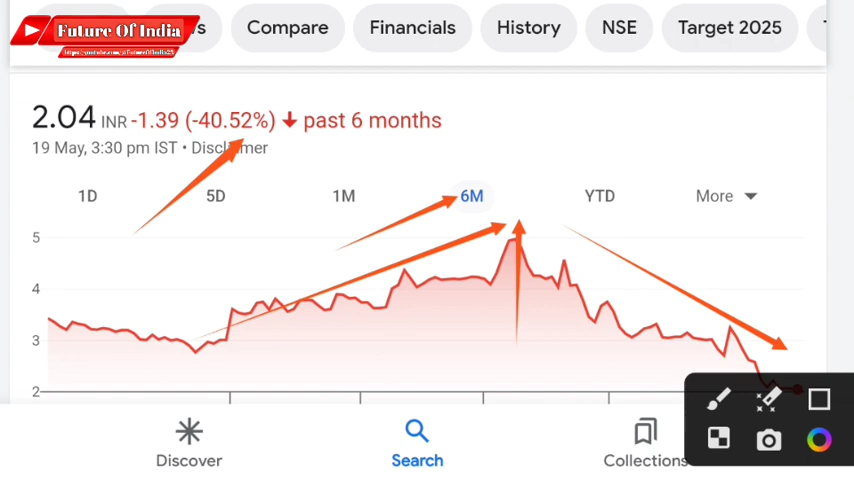 Future Of India
Compare
Financials
History
NSE
Target 2025
2.04 INR -1.39 (-40.52%) past 6 months
19 May, 3:30 pm IST • Disclaimer
1D 5D 1M 6M YTD More
5
4
3
2
Discover Search Collections